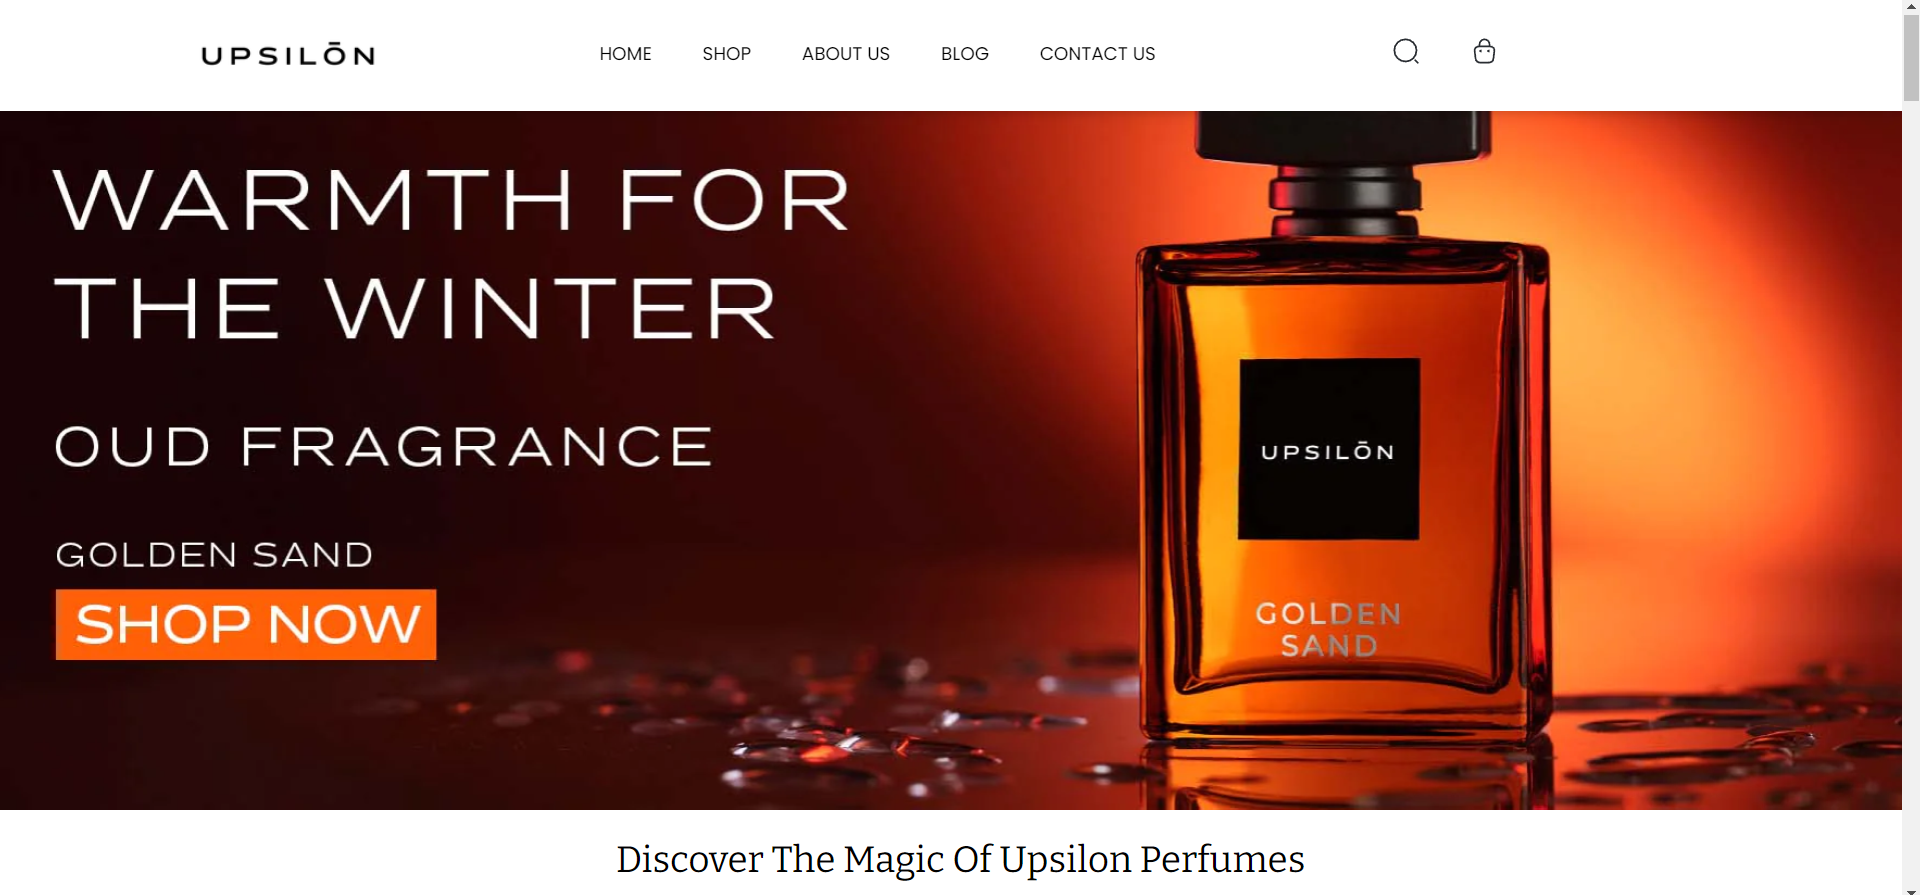 UPSILŌN
HOME
SHOP
ABOUT US
BLOG
CONTACT US
WARMTH FOR
THE WINTER
OUD FRAGRANCE
GOLDEN SAND
SHOP NOW
UPSILŌN
GOLDEN
SAND
Discover The Magic Of Upsilon Perfumes